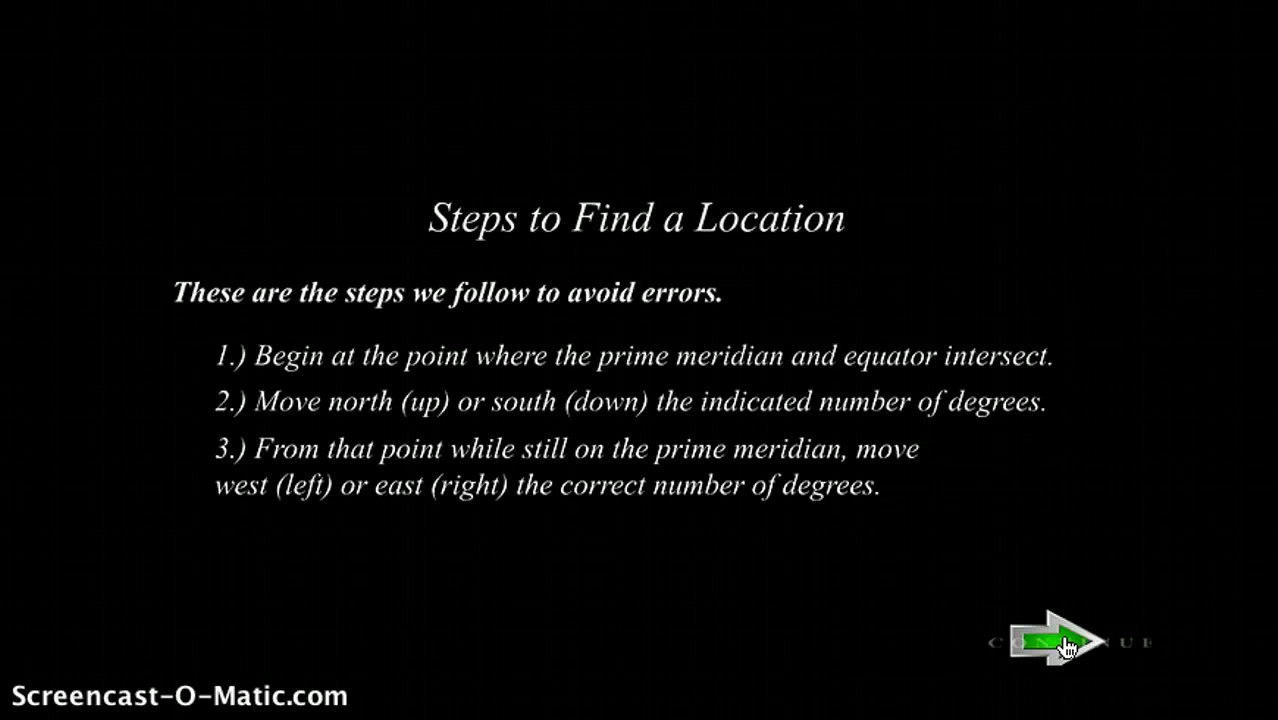 Steps to Find a Location
These are the steps we follow to avoid errors.
1.) Begin at the point where the prime meridian and equator intersect.
2.) Move north (up) or south (down) the indicated number of degrees.
3.) From that point while still on the prime meridian, move
west (left) or east (right) the correct number of degrees.
CONTINUE
Screencast-O-Matic.com